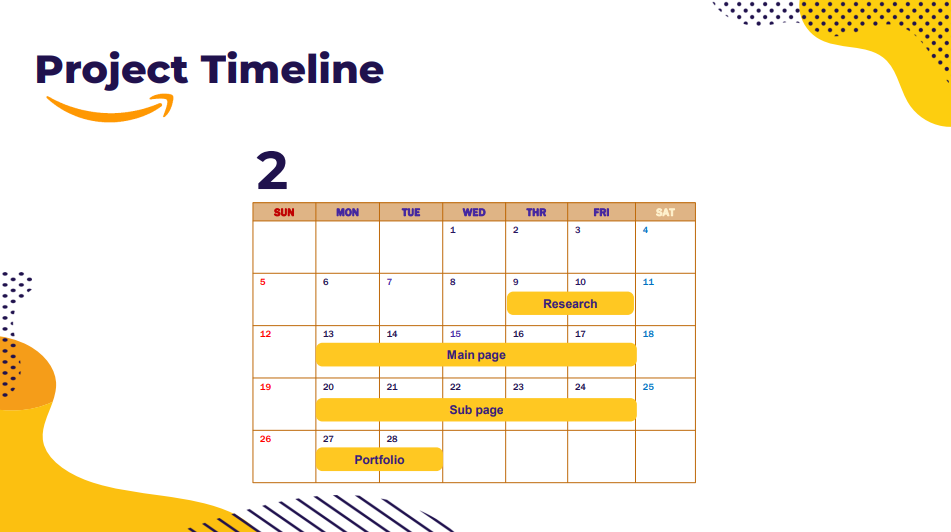 Project Timeline
2
SUN MON TUE WED THR FRI SAT
1 2 3 4
5 6 7 8 9 10 11
Research
12 13 14 15 16 17 18
Main page
19 20 21 22 23 24 25
Sub page
26 27 28
Portfolio